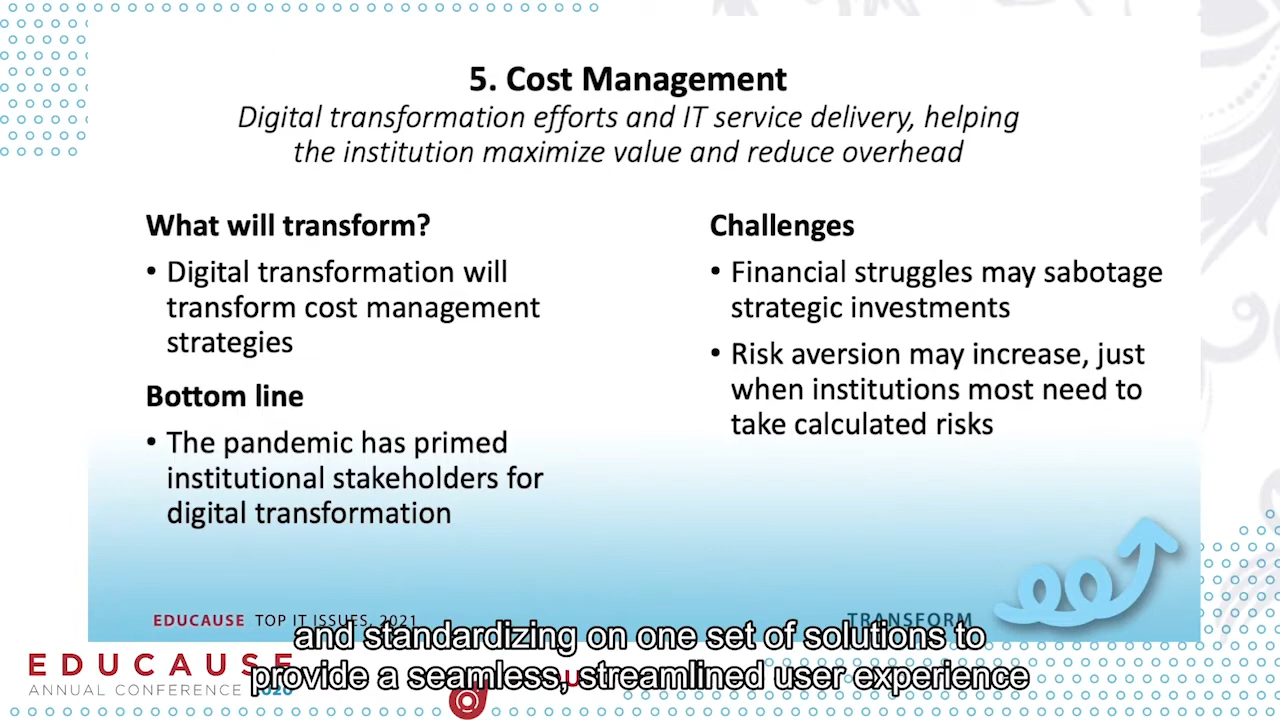 5. Cost Management
Digital transformation efforts and IT service delivery, helping
the institution maximize value and reduce overhead
What will transform?
• Digital transformation will
transform cost management
strategies
Bottom line
• The pandemic has primed
institutional stakeholders for
digital transformation
Challenges
• Financial struggles may sabotage
strategic investments
• Risk aversion may increase, just
when institutions most need to
take calculated risks
EDUCAUSE TOP IT ISSUES, 2021
TRANSFORM
and standardizing on one set of solutions to
provide a seamless, streamlined user experience
EDUCAUSE
ANNUAL CONFERENCE 2020